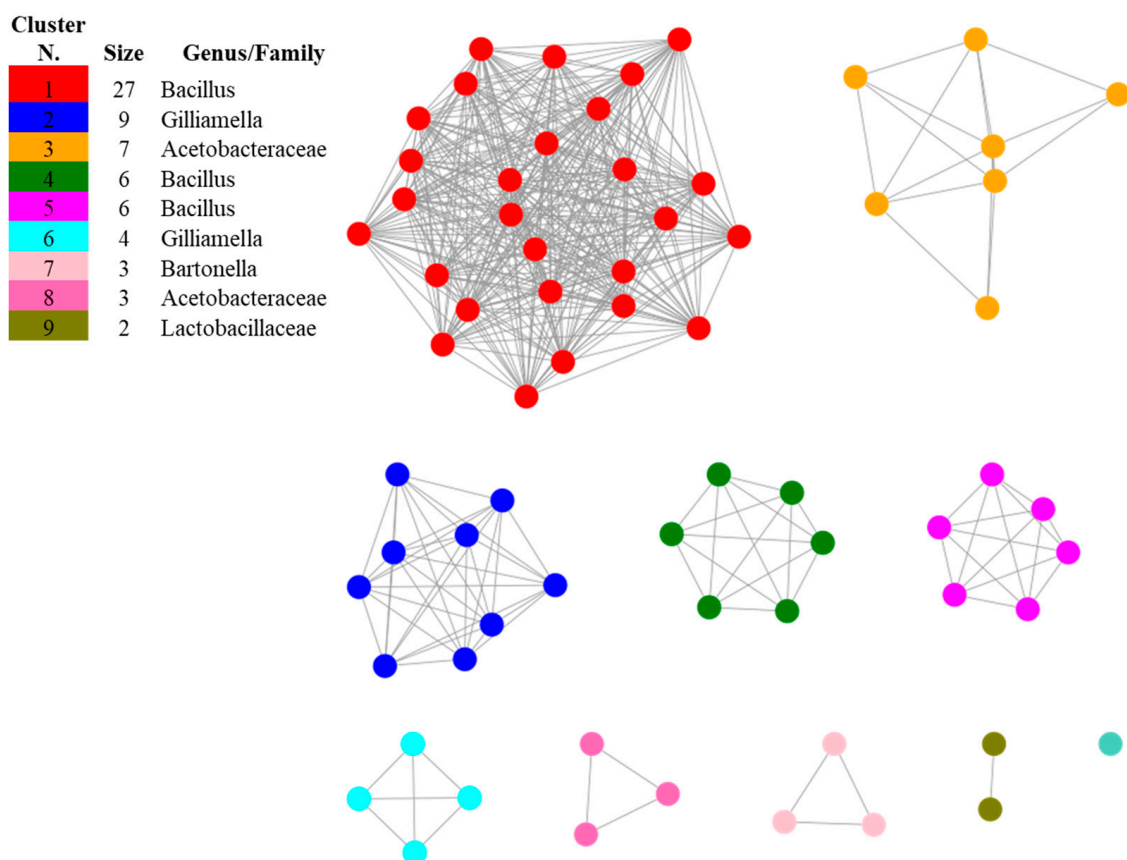 Cluster
N. Size Genus/Family
1 27 Bacillus
2 9 Gilliamella
3 7 Acetobacteraceae
4 6 Bacillus
5 6 Bacillus
6 4 Gilliamella
7 3 Bartonella
8 3 Acetobacteraceae
9 2 Lactobacillaceae